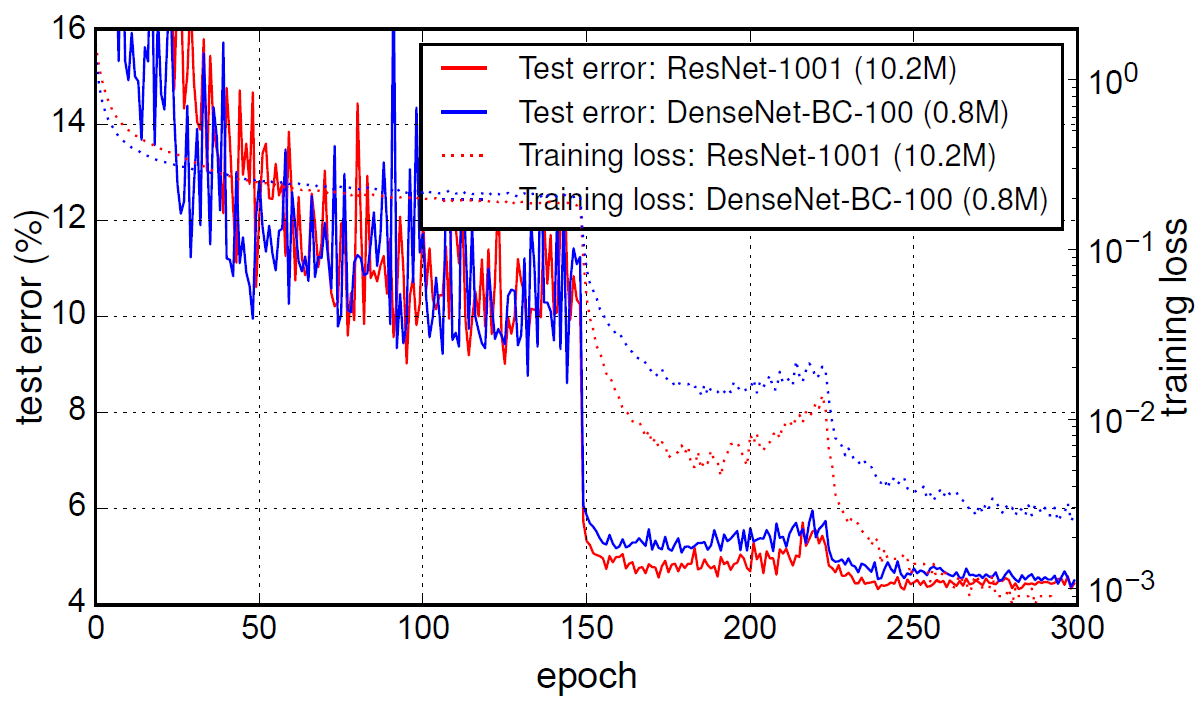 16
14
12
10
8
6
4
test error (%)
Test error: ResNet-1001 (10.2M)
Test error: DenseNet-BC-100 (0.8M)
Training loss: ResNet-1001 (10.2M)
Training loss: DenseNet-BC-100 (0.8M)
10⁰
10⁻¹
10⁻²
10⁻³
training loss
0 50 100 150 200 250 300
epoch